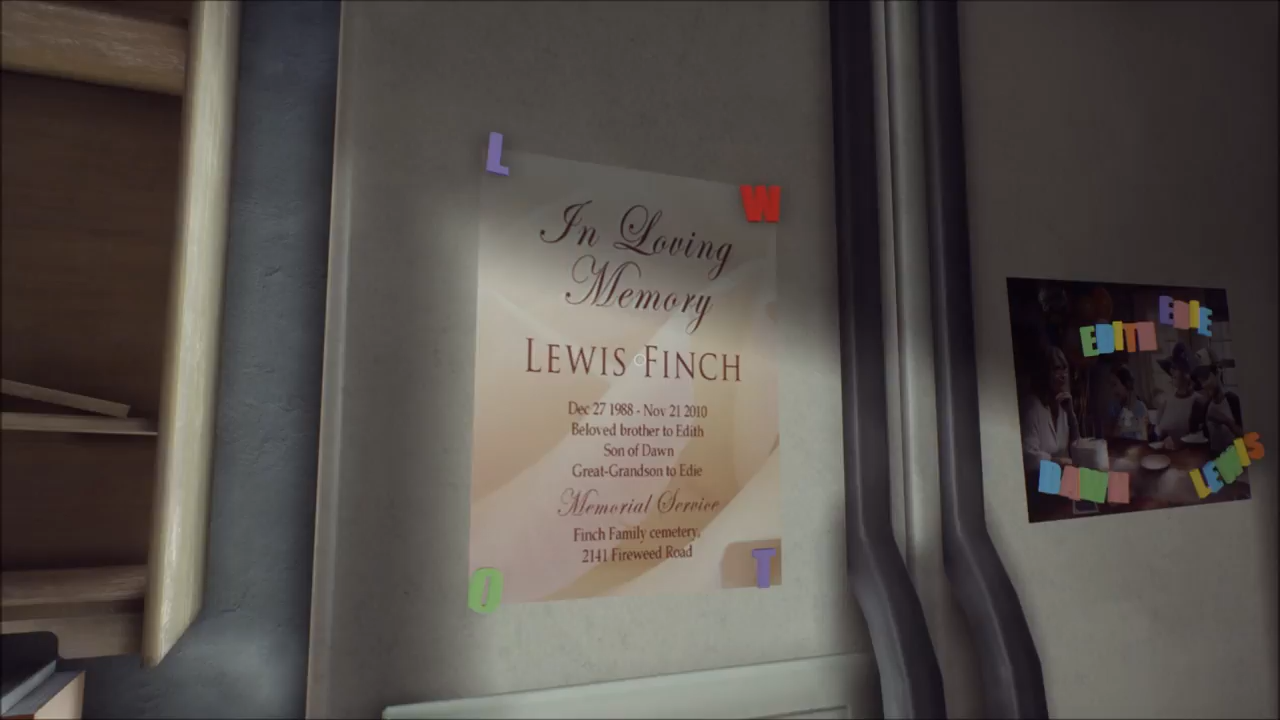 L
W
In Loving
Memory
LEWIS FINCH
Dec 27 1988 - Nov 21 2010
Beloved brother to Edith
Son of Dawn
Great-Grandson to Edie
Memorial Service
Finch Family cemetery,
2141 Fireweed Road
O
T
EDITH
EDIE
DAWN
LEWIS